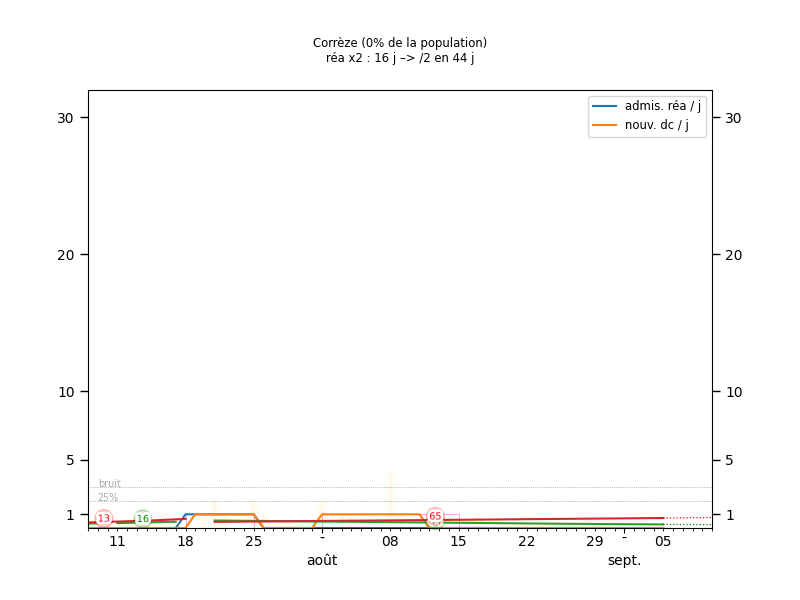 Corrèze (0% de la population)
réa x2 : 16 j –> /2 en 44 j
admis. réa / j
nouv. dc / j
30 30
20 20
10 10
5 5
bruit
25%
1 13 16 65 1
11 18 25 - 08 15 22 29 - 05
août sept.